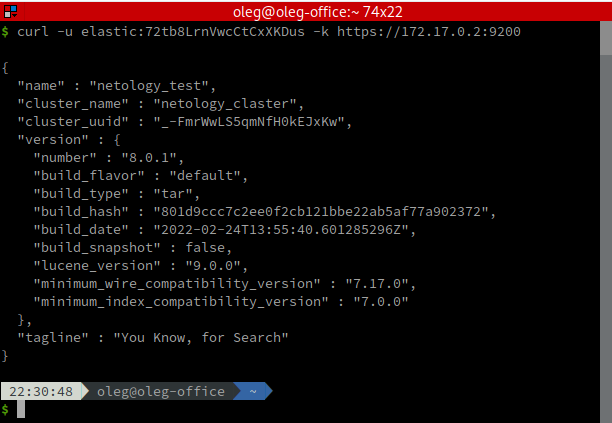 oleg@oleg-office:~ 74x22
$ curl -u elastic:72tb8LrnVwcCtCxXKDus -k https://172.17.0.2:9200
{
"name" : "netology_test",
"cluster_name" : "netology_claster",
"cluster_uuid" : "_-FmrWwLS5qmNfH0kEJxKw",
"version" : {
"number" : "8.0.1",
"build_flavor" : "default",
"build_type" : "tar",
"build_hash" : "801d9ccc7c2ee0f2cb121bbe22ab5af77a902372",
"build_date" : "2022-02-24T13:55:40.601285296Z",
"build_snapshot" : false,
"lucene_version" : "9.0.0",
"minimum_wire_compatibility_version" : "7.17.0",
"minimum_index_compatibility_version" : "7.0.0"
},
"tagline" : "You Know, for Search"
}
22:30:48 oleg@oleg-office ~
$